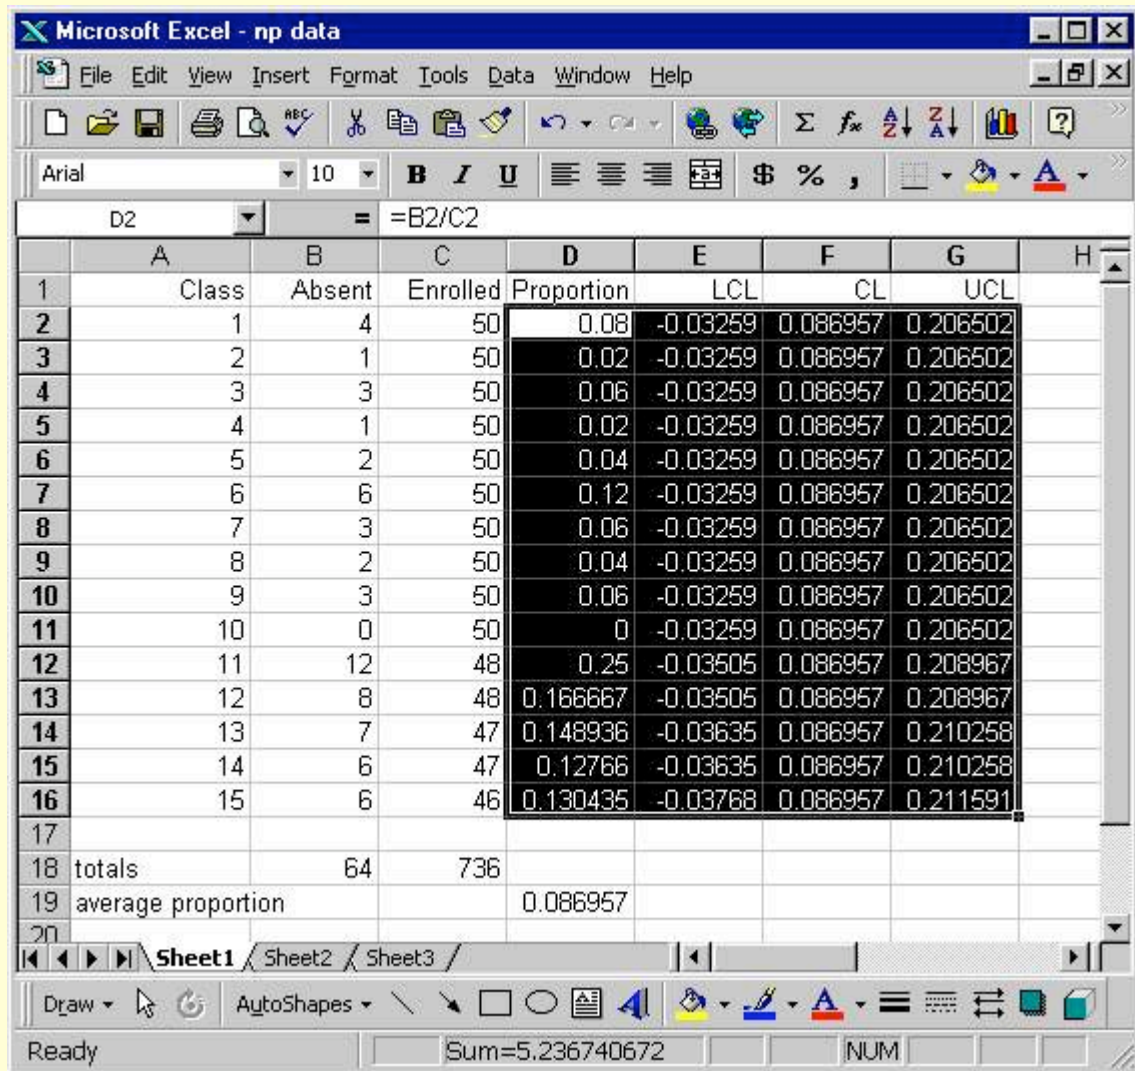 Microsoft Excel - np data
File Edit View Insert Format Tools Data Window Help
ABC Σ fx A Z Z A ?
Arial 10 B I U a $ % , A
D2 = =B2/C2
A B C D E F G H
1 Class Absent Enrolled Proportion LCL CL UCL
2 1 4 50 0.08 -0.03259 0.086957 0.206502
3 2 1 50 0.02 -0.03259 0.086957 0.206502
4 3 3 50 0.06 -0.03259 0.086957 0.206502
5 4 1 50 0.02 -0.03259 0.086957 0.206502
6 5 2 50 0.04 -0.03259 0.086957 0.206502
7 6 6 50 0.12 -0.03259 0.086957 0.206502
8 7 3 50 0.06 -0.03259 0.086957 0.206502
9 8 2 50 0.04 -0.03259 0.086957 0.206502
10 9 3 50 0.06 -0.03259 0.086957 0.206502
11 10 0 50 0 -0.03259 0.086957 0.206502
12 11 12 48 0.25 -0.03505 0.086957 0.208967
13 12 8 48 0.166667 -0.03505 0.086957 0.208967
14 13 7 47 0.148936 -0.03635 0.086957 0.210258
15 14 6 47 0.12766 -0.03635 0.086957 0.210258
16 15 6 46 0.130435 -0.03768 0.086957 0.211591
17
18 totals 64 736
19 average proportion 0.086957
20
Sheet1 Sheet2 Sheet3
Draw AutoShapes A A
Ready Sum=5.236740672 NUM